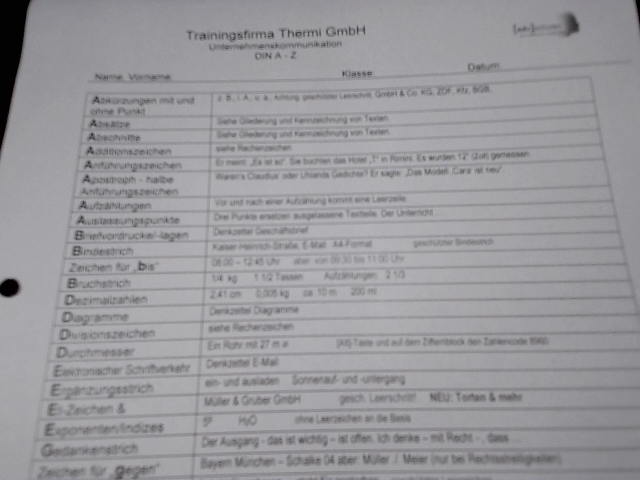 Trainingsfirma Thermi GmbH
Unternehmenskommunikation
DIN A - Z
Name, Vorname: Klasse Datum:
Abkürzungen mit und ohne Punkt z. B., i. A., u. a., Achtung: geschützter Leerschritt, GmbH & Co. KG, ZDF, Kfz, BGB,
Absätze Siehe Gliederung und Kennzeichnung von Texten.
Abschnitte Siehe Gliederung und Kennzeichnung von Texten.
Additionszeichen siehe Rechenzeichen
Anführungszeichen Er meint: „Es ist so“. Sie buchten das Hotel „T“ in Rimini. Es wurden 12" (Zoll) gemessen.
Apostroph - halbe Anführungszeichen Waren's Claudius' oder Uhlands Gedichte? Er sagte: „Das Modell ‚Cara' ist neu“
Aufzählungen Vor und nach einer Aufzählung kommt eine Leerzeile.
Auslassungspunkte Drei Punkte ersetzen ausgelassene Textteile. Der Unterricht ...
Briefvordrucke/-lagen Denkzettel Geschäftsbrief
Bindestrich Kaiser-Heinrich-Straße, E-Mail A4-Format geschützter Bindestrich
Zeichen für „bis“ 08:00 – 12:45 Uhr aber: von 09:30 bis 11:00 Uhr
Bruchstrich 1/4 kg 1 1/2 Tassen Aufzählungen: 2 1/3
Dezimalzahlen 2,41 cm 0,005 kg ca. 10 m 200 ml
Diagramme Denkzettel Diagramme
Divisionszeichen siehe Rechenzeichen
Durchmesser Ein Rohr mit 27 m ø [Alt]-Taste und auf dem Ziffernblock den Zahlencode 8960
Elektronischer Schriftverkehr Denkzettel E-Mail
Ergänzungsstrich ein- und ausladen Sonnenauf- und -untergang
Et-Zeichen & Müller & Gruber GmbH gesch. Leerschritt! NEU: Torten & mehr
Exponenten/Indizes 5² H₂O ohne Leerzeichen an die Basis
Gedankenstrich Der Ausgang - das ist wichtig – ist offen. Ich denke – mit Recht -, dass ...
Zeichen für „gegen“ Bayern München – Schalke 04 aber: Müller ./. Meier (nur bei Rechtsstreitigkeiten)